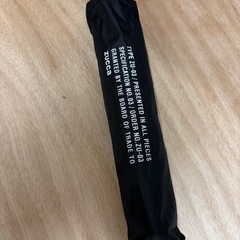 TYPE ZU-03 / PRESENTED IN ALL PIECES
SPECIFICATION NO.03 / ORDER NO. ZU-03
GRANTED BY THE BOARD OF TRADE TO
zucca